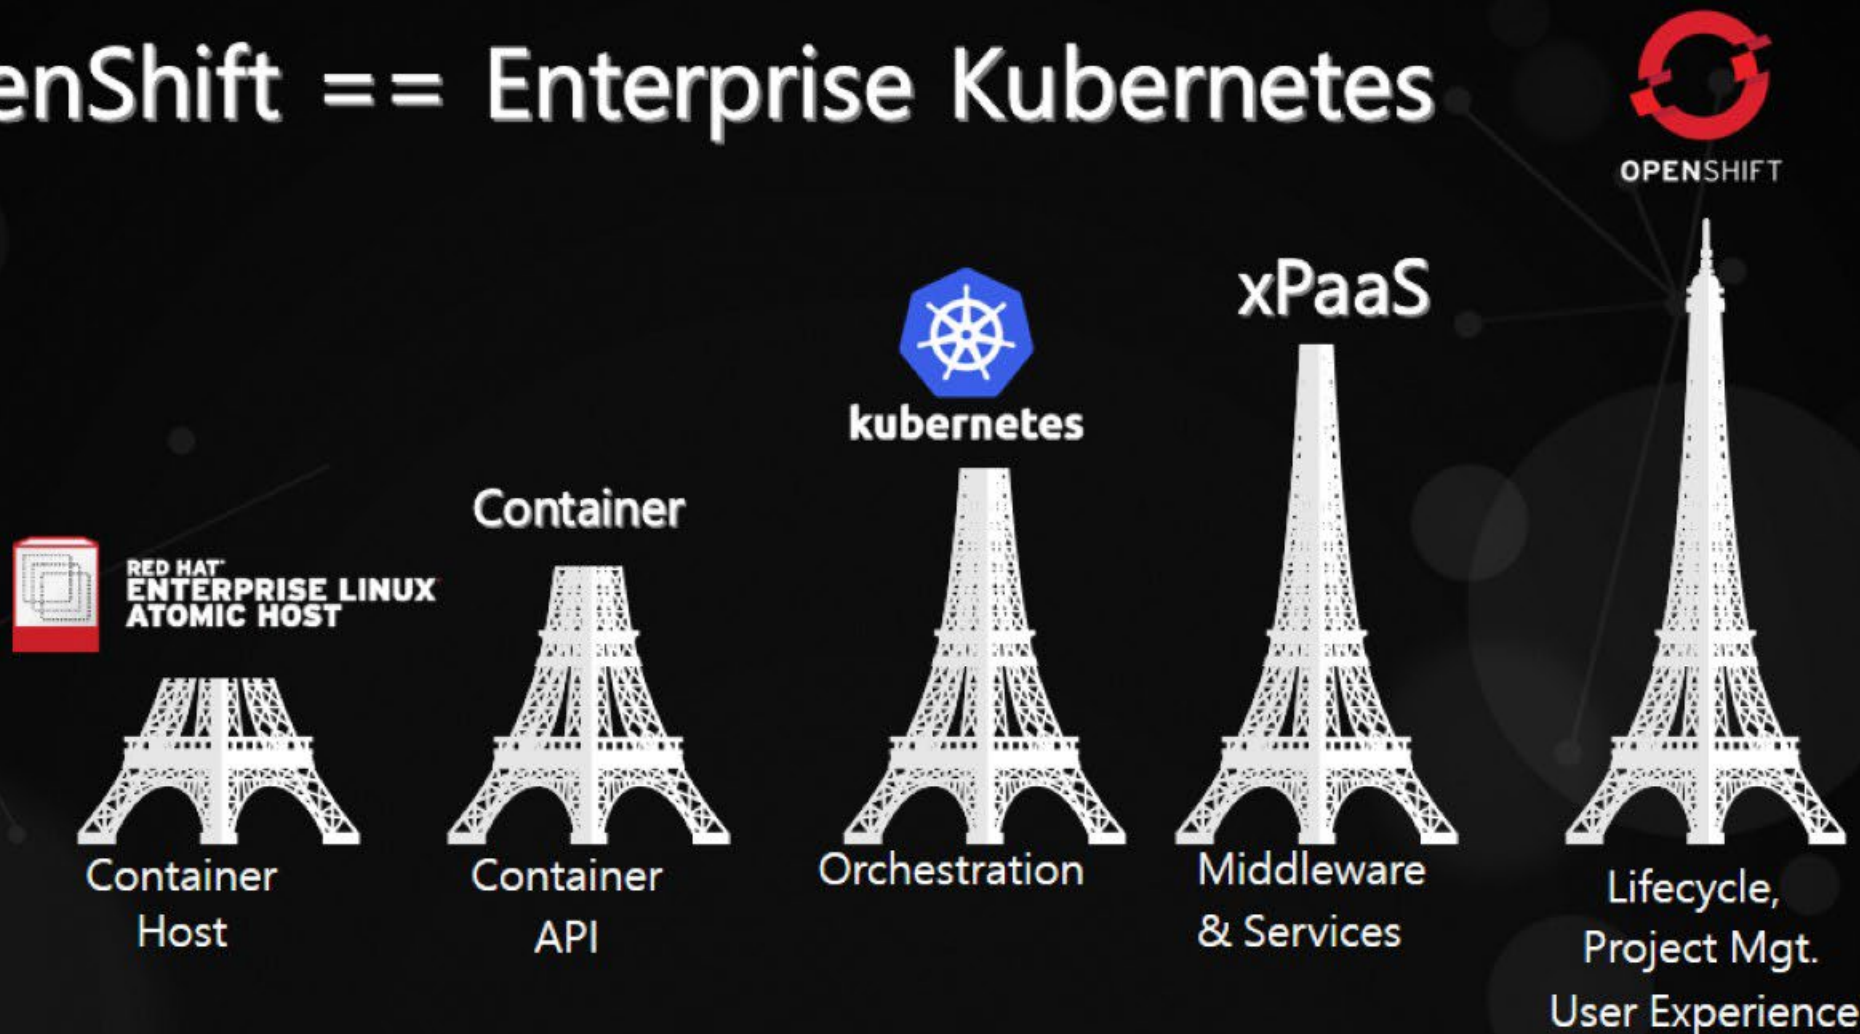 enShift == Enterprise Kubernetes
OPENSHIFT
xPaaS
kubernetes
Container
RED HAT
ENTERPRISE LINUX
ATOMIC HOST
Container
Host
Container
API
Orchestration
Middleware
& Services
Lifecycle,
Project Mgt.
User Experience